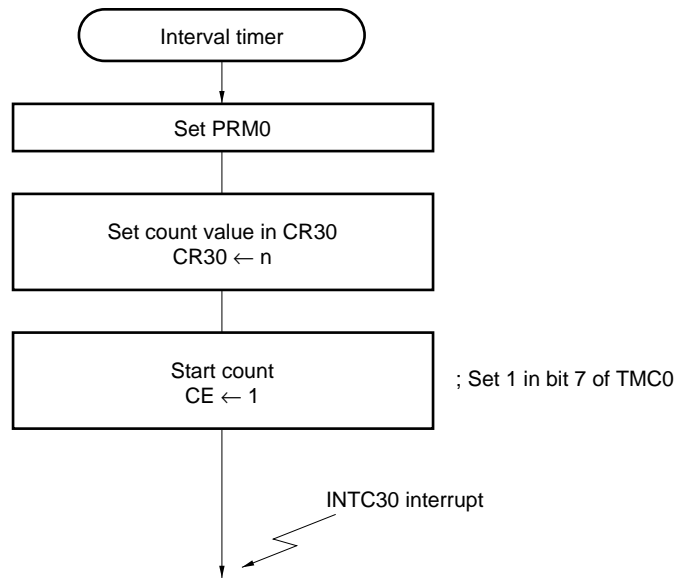 Interval timer
Set PRM0
Set count value in CR30
CR30 ← n
Start count
CE ← 1
; Set 1 in bit 7 of TMC0
INTC30 interrupt